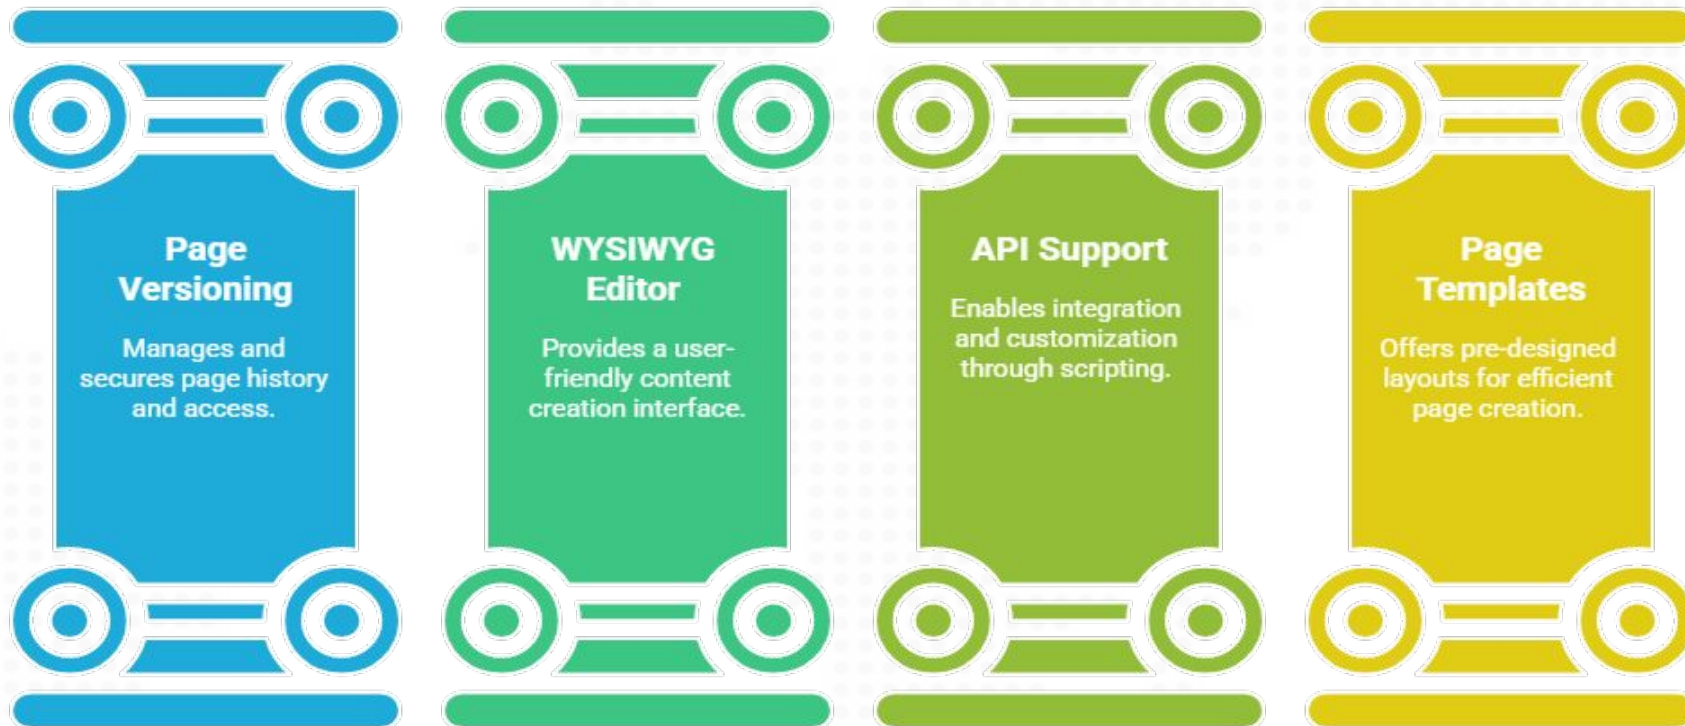 Page
Versioning
Manages and
secures page history
and access.
WYSIWYG
Editor
Provides a user-
friendly content
creation interface.
API Support
Enables integration
and customization
through scripting.
Page
Templates
Offers pre-designed
layouts for efficient
page creation.